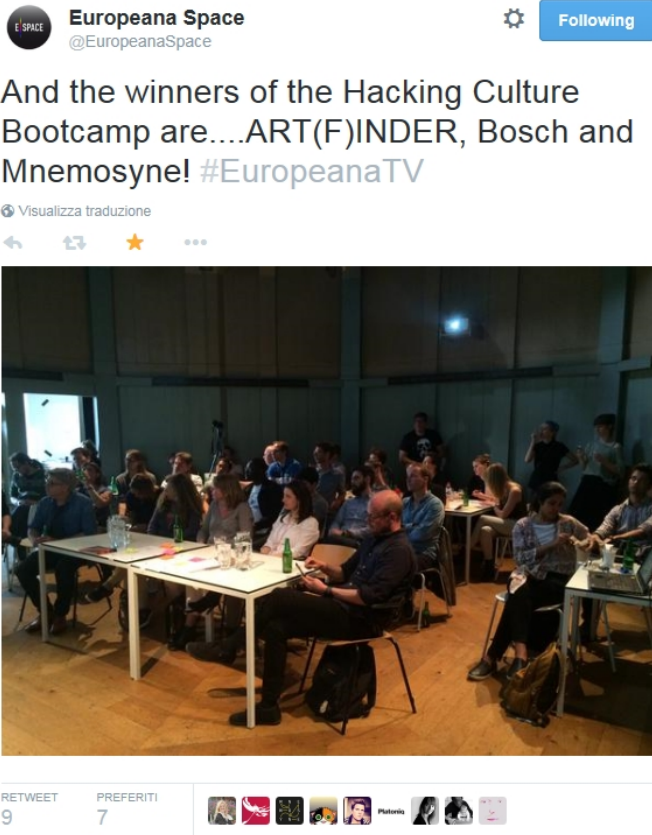 E SPACE
Europeana Space
@EuropeanaSpace
Following
And the winners of the Hacking Culture
Bootcamp are....ART(F)INDER, Bosch and
Mnemosyne! #EuropeanaTV
Visualizza traduzione
RETWEET
9
PREFERITI
7
Platoniq